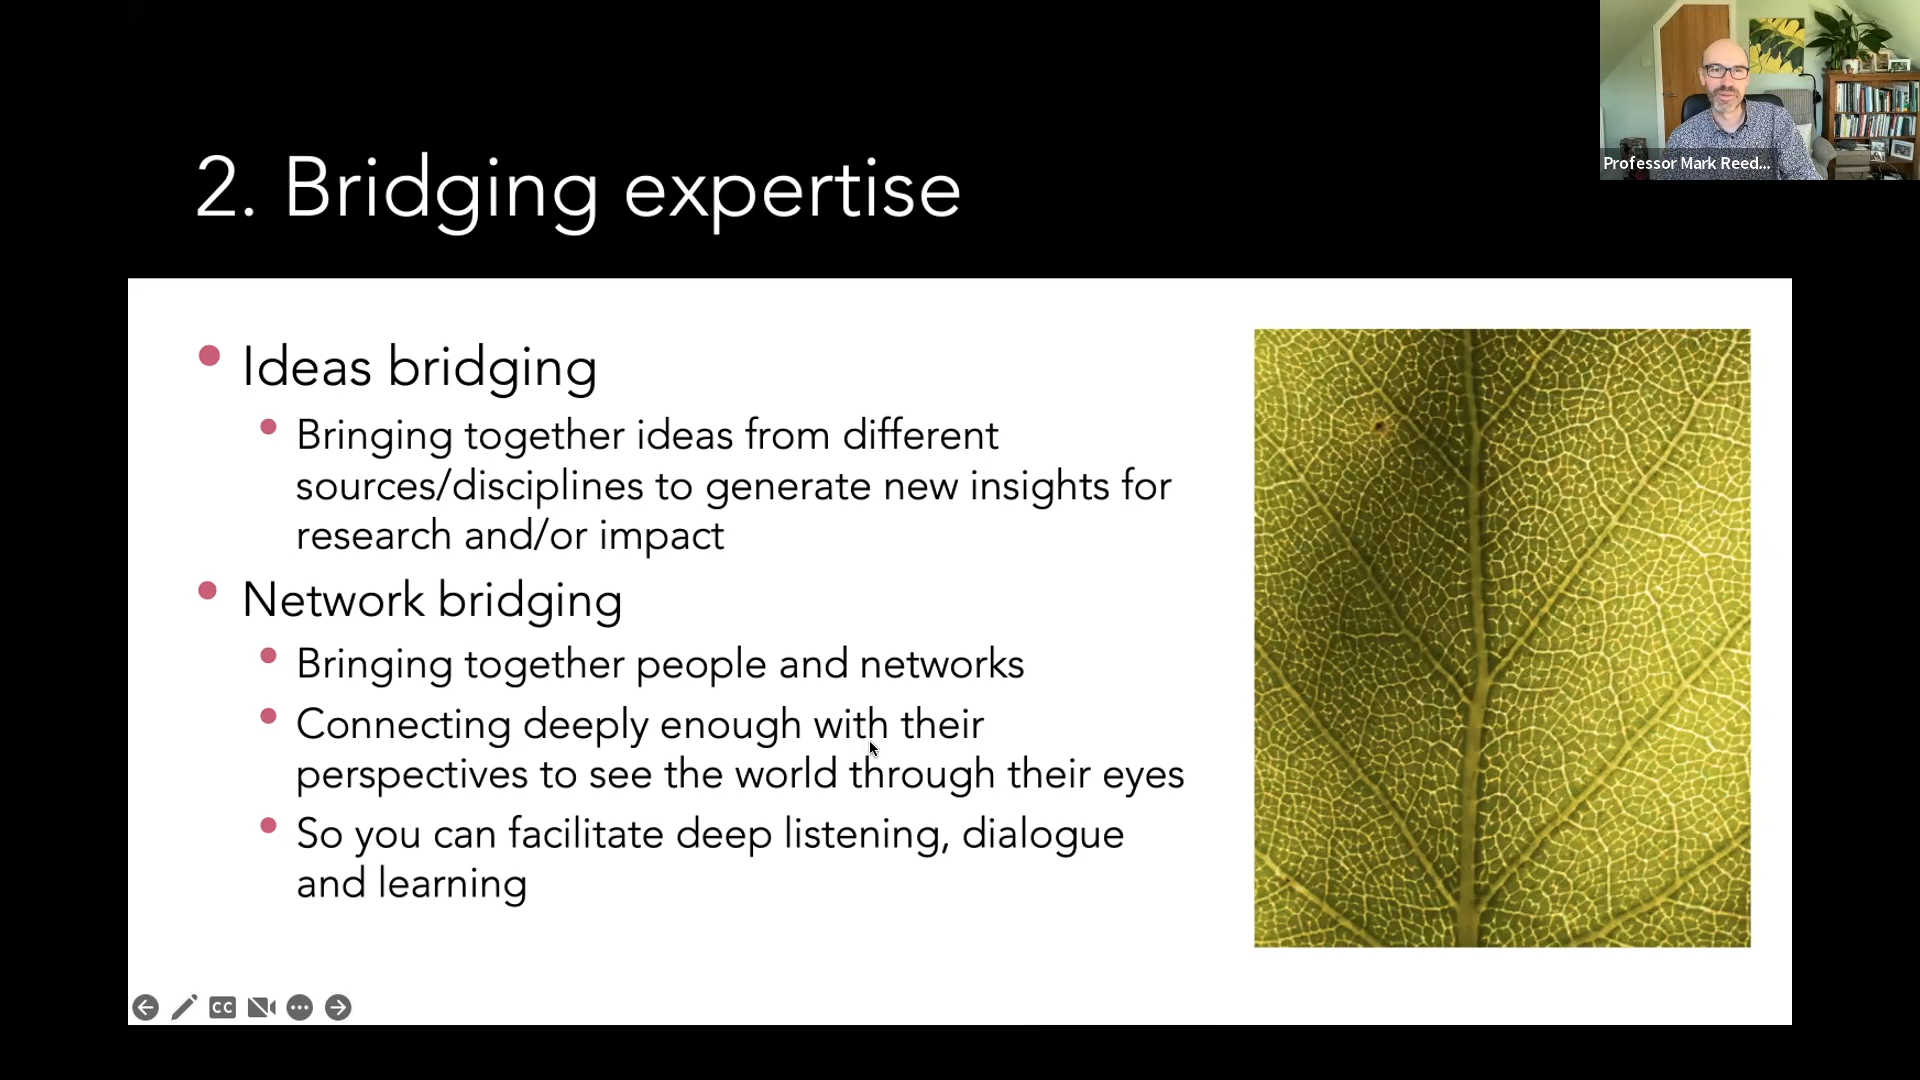 Professor Mark Reed...
2. Bridging expertise
Ideas bridging
Bringing together ideas from different
sources/disciplines to generate new insights for
research and/or impact
Network bridging
Bringing together people and networks
Connecting deeply enough with their
perspectives to see the world through their eyes
So you can facilitate deep listening, dialogue
and learning
CC